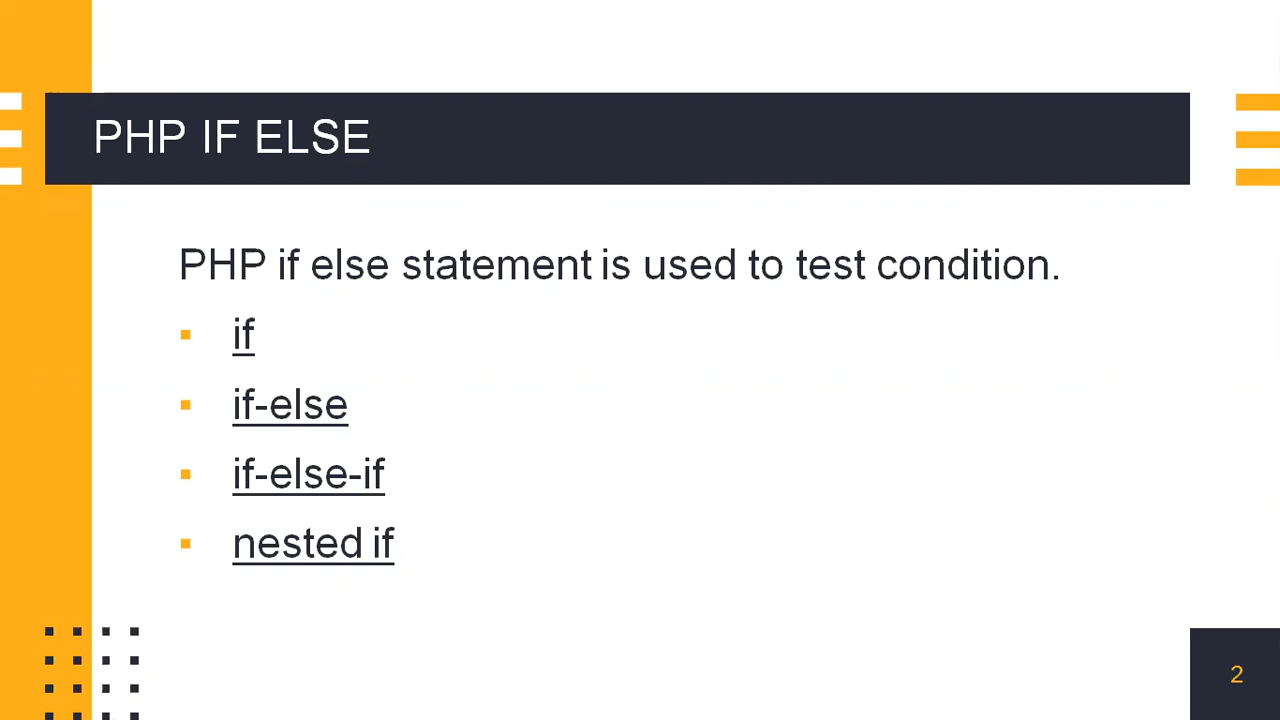 PHP IF ELSE
PHP if else statement is used to test condition.
▪ if
▪ if-else
▪ if-else-if
▪ nested if
2